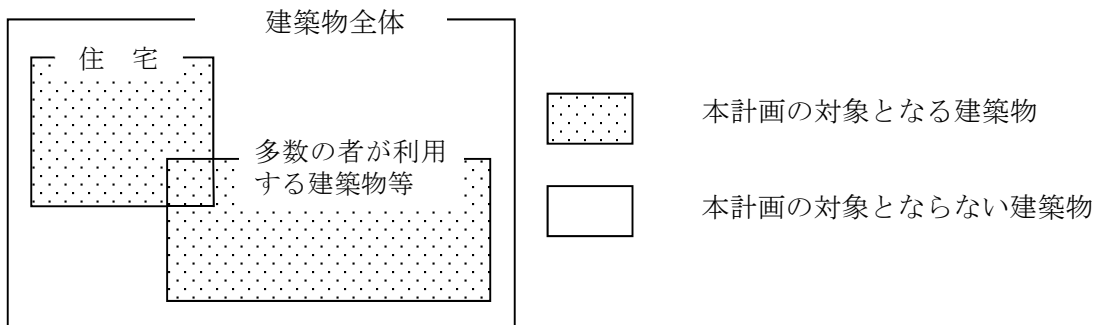 建築物全体
住　宅
多数の者が利用
する建築物等
本計画の対象となる建築物
本計画の対象とならない建築物